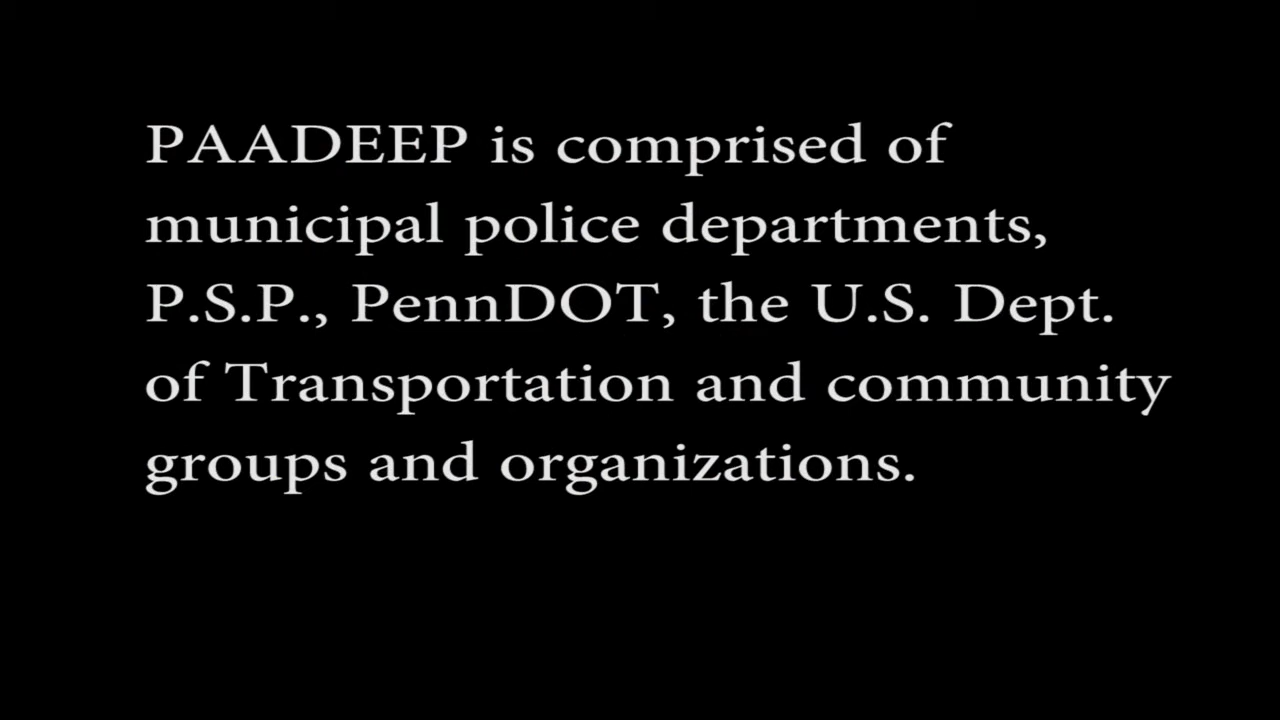 PAADEEP is comprised of
municipal police departments,
P.S.P., PennDOT, the U.S. Dept.
of Transportation and community
groups and organizations.